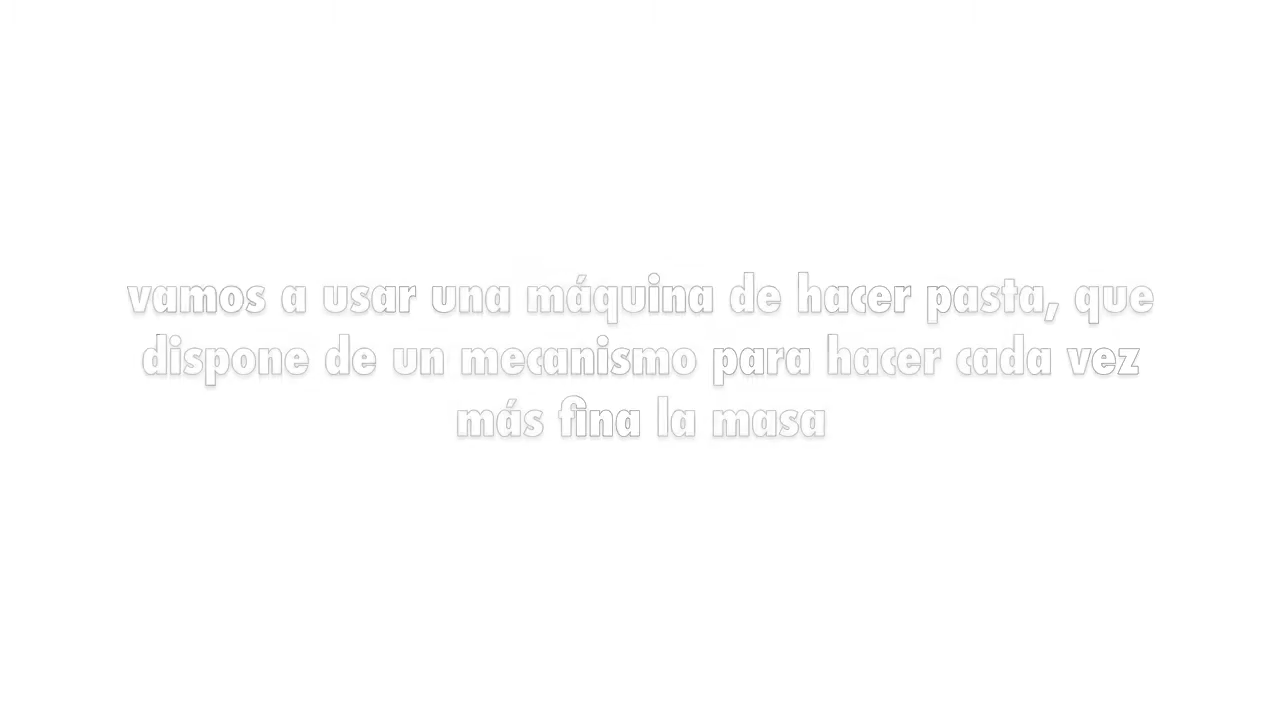 vamos a usar una máquina de hacer pasta, que
dispone de un mecanismo para hacer cada vez
más fina la masa